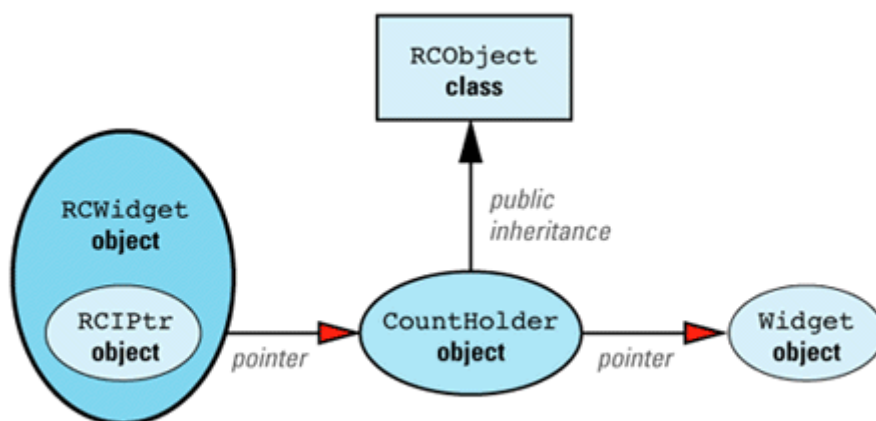 RCObject
class
RCWidget
object
RCIPtr
object
pointer
public
inheritance
CountHolder
object
pointer
Widget
object